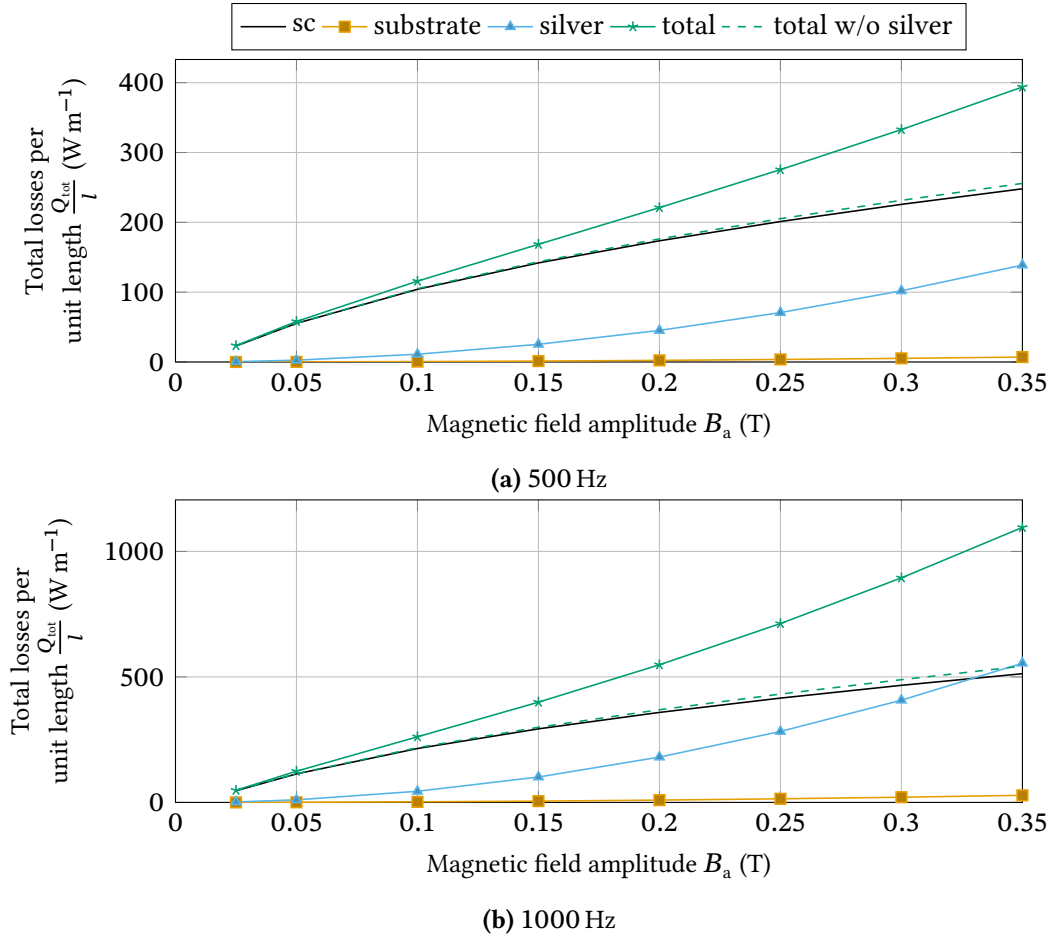 sc substrate silver total total w/o silver
Total losses per
unit length Q_tot/l (W m⁻¹)
400
300
200
100
0
0 0.05 0.1 0.15 0.2 0.25 0.3 0.35
Magnetic field amplitude B_a (T)
(a) 500 Hz
Total losses per
unit length Q_tot/l (W m⁻¹)
1000
500
0
0 0.05 0.1 0.15 0.2 0.25 0.3 0.35
Magnetic field amplitude B_a (T)
(b) 1000 Hz